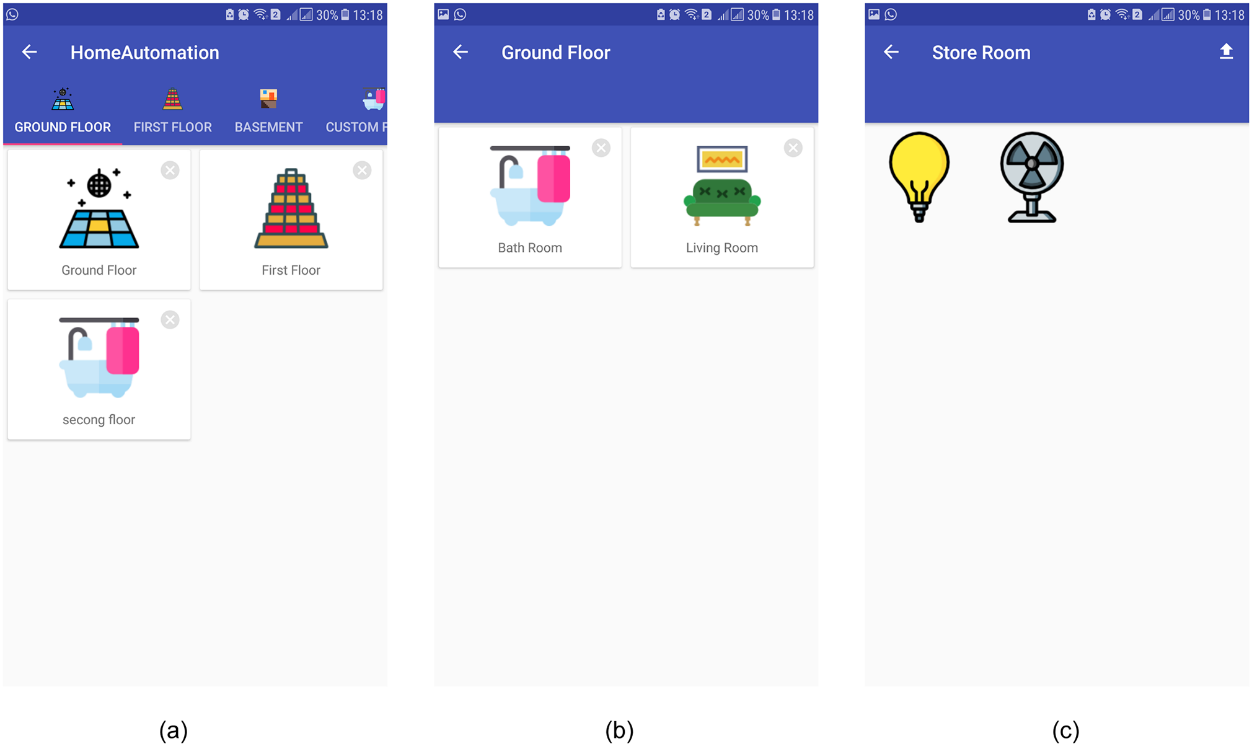 30% 13:18
HomeAutomation
GROUND FLOOR FIRST FLOOR BASEMENT CUSTOM F
Ground Floor First Floor
secong floor
(a)
30% 13:18
Ground Floor
Bath Room Living Room
(b)
30% 13:18
Store Room
(c)